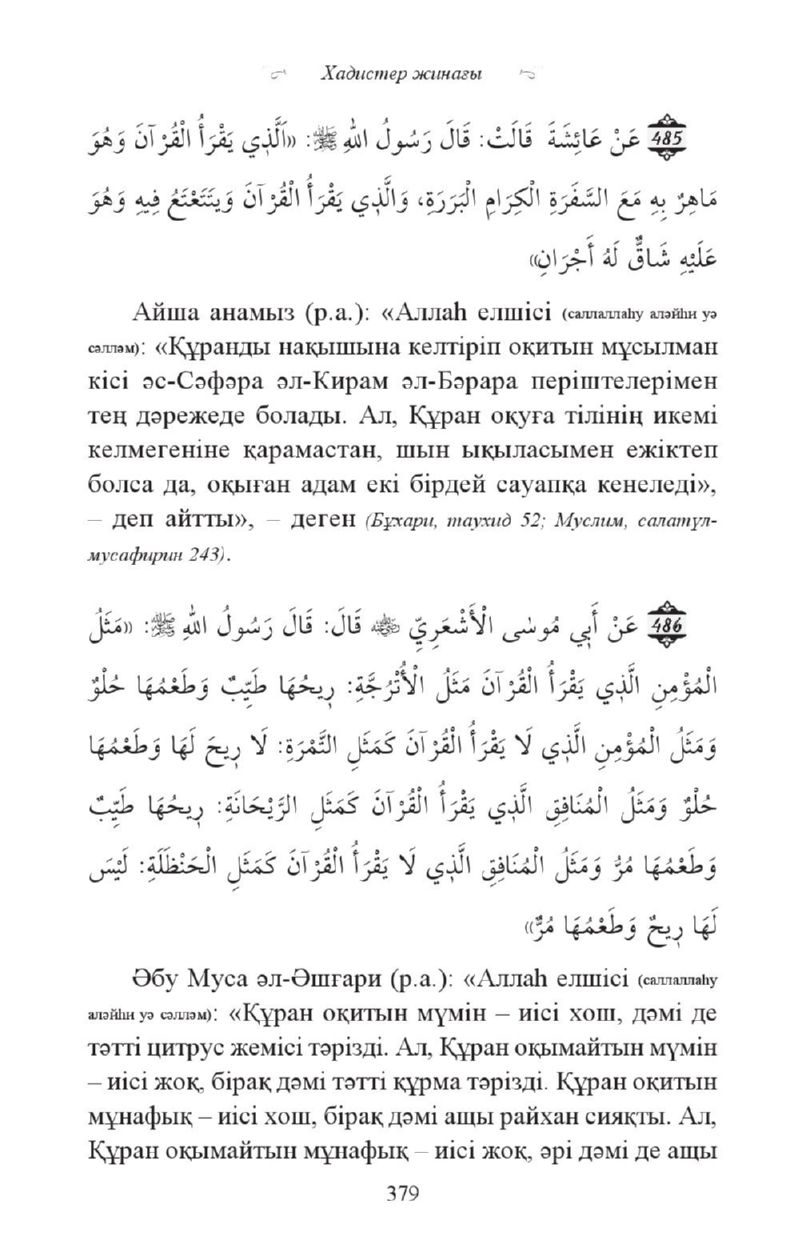 Хадистер жинағы
485 عَنْ عَائِشَةَ قَالَتْ: قَالَ رَسُولُ اللهِ ﷺ: «اَلَّذِي يَقْرَأُ الْقُرْآنَ وَهُوَ
مَاهِرٌ بِهِ مَعَ السَّفَرَةِ الْكِرَامِ الْبَرَرَةِ، وَالَّذِي يَقْرَأُ الْقُرْآنَ وَيَتَتَعْتَعُ فِيهِ وَهُوَ
عَلَيْهِ شَاقٌّ لَهُ أَجْرَانِ»
Айша анамыз (р.а.): «Аллаһ елшісі (саллаллаһу аләйһи уә
сәлләм): «Құранды нақышына келтіріп оқитын мұсылман
кісі әс-Сәфәра әл-Кирам әл-Бәрара періштелерімен
тең дәрежеде болады. Ал, Құран оқуға тілінің икемі
келмегеніне қарамастан, шын ықыласымен ежіктеп
болса да, оқыған адам екі бірдей сауапқа кенеледі»,
– деп айтты», – деген (Бұхари, таухид 52; Муслим, салатүл-
мусафирин 243).
486 عَنْ أَبِي مُوسٰى الْأَشْعَرِيِّ ﷺ قَالَ: قَالَ رَسُولُ اللهِ ﷺ: «مَثَلُ
الْمُؤْمِنِ الَّذِي يَقْرَأُ الْقُرْآنَ مَثَلُ الْأُتْرُجَّةِ: رِيحُهَا طَيِّبٌ وَطَعْمُهَا حُلْوٌ
وَمَثَلُ الْمُؤْمِنِ الَّذِي لَا يَقْرَأُ الْقُرْآنَ كَمَثَلِ التَّمْرَةِ: لَا رِيحَ لَهَا وَطَعْمُهَا
حُلْوٌ وَمَثَلُ الْمُنَافِقِ الَّذِي يَقْرَأُ الْقُرْآنَ كَمَثَلِ الرَّيْحَانَةِ: رِيحُهَا طَيِّبٌ
وَطَعْمُهَا مُرٌّ وَمَثَلُ الْمُنَافِقِ الَّذِي لَا يَقْرَأُ الْقُرْآنَ كَمَثَلِ الْحَنْظَلَةِ: لَيْسَ
لَهَا رِيحٌ وَطَعْمُهَا مُرٌّ»
Әбу Муса әл-Әшғари (р.а.): «Аллаһ елшісі (саллаллаһу
аләйһи уә сәлләм): «Құран оқитын мүмін – иісі хош, дәмі де
тәтті цитрус жемісі тәрізді. Ал, Құран оқымайтын мүмін
– иісі жоқ, бірақ дәмі тәтті құрма тәрізді. Құран оқитын
мұнафық – иісі хош, бірақ дәмі ащы райхан сияқты. Ал,
Құран оқымайтын мұнафық – иісі жоқ, әрі дәмі де ащы
379